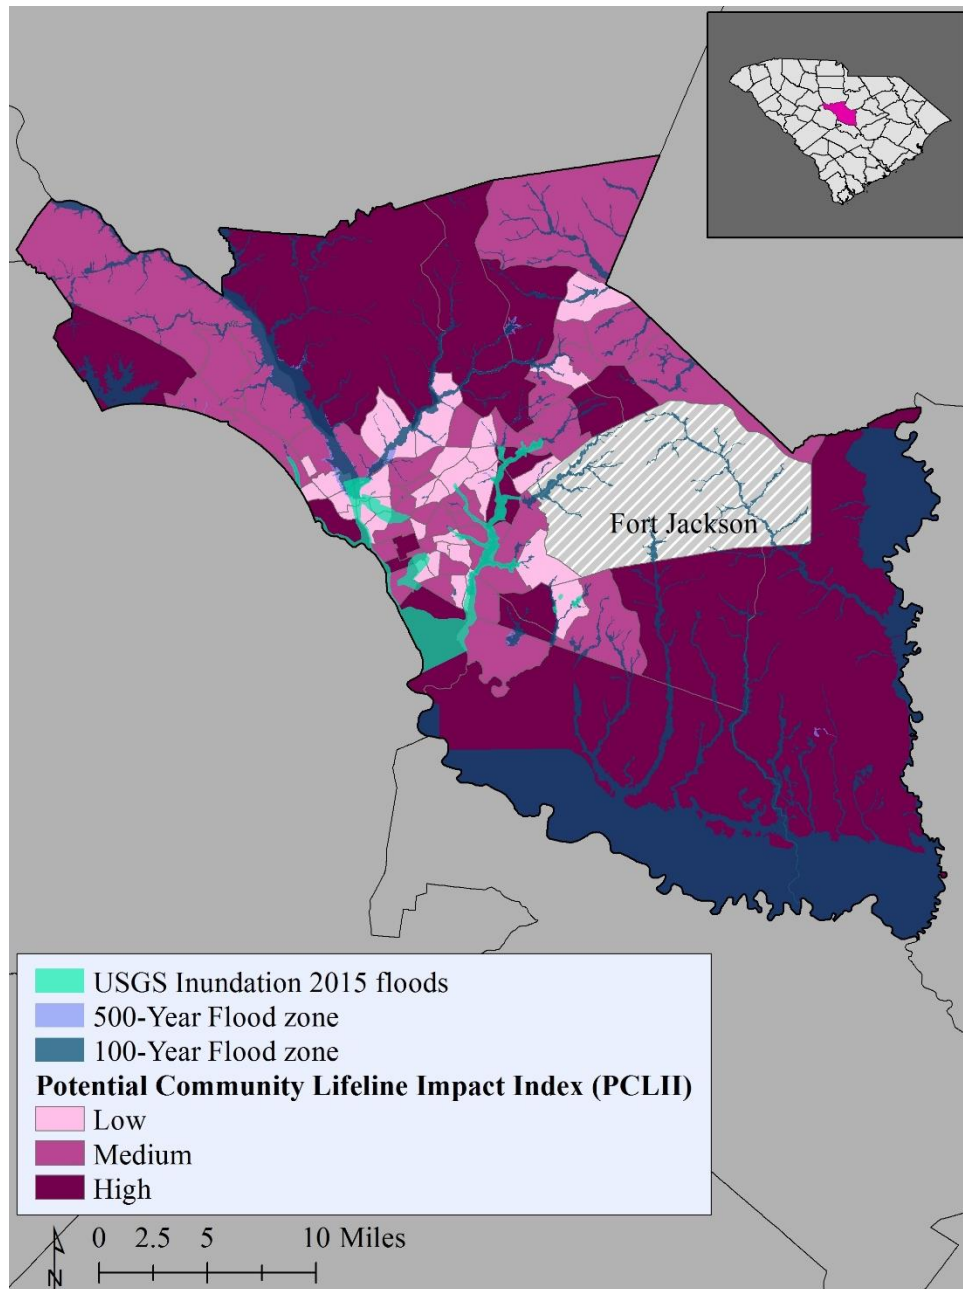 Fort Jackson
USGS Inundation 2015 floods
500-Year Flood zone
100-Year Flood zone
Potential Community Lifeline Impact Index (PCLII)
Low
Medium
High
N
0 2.5 5 10 Miles